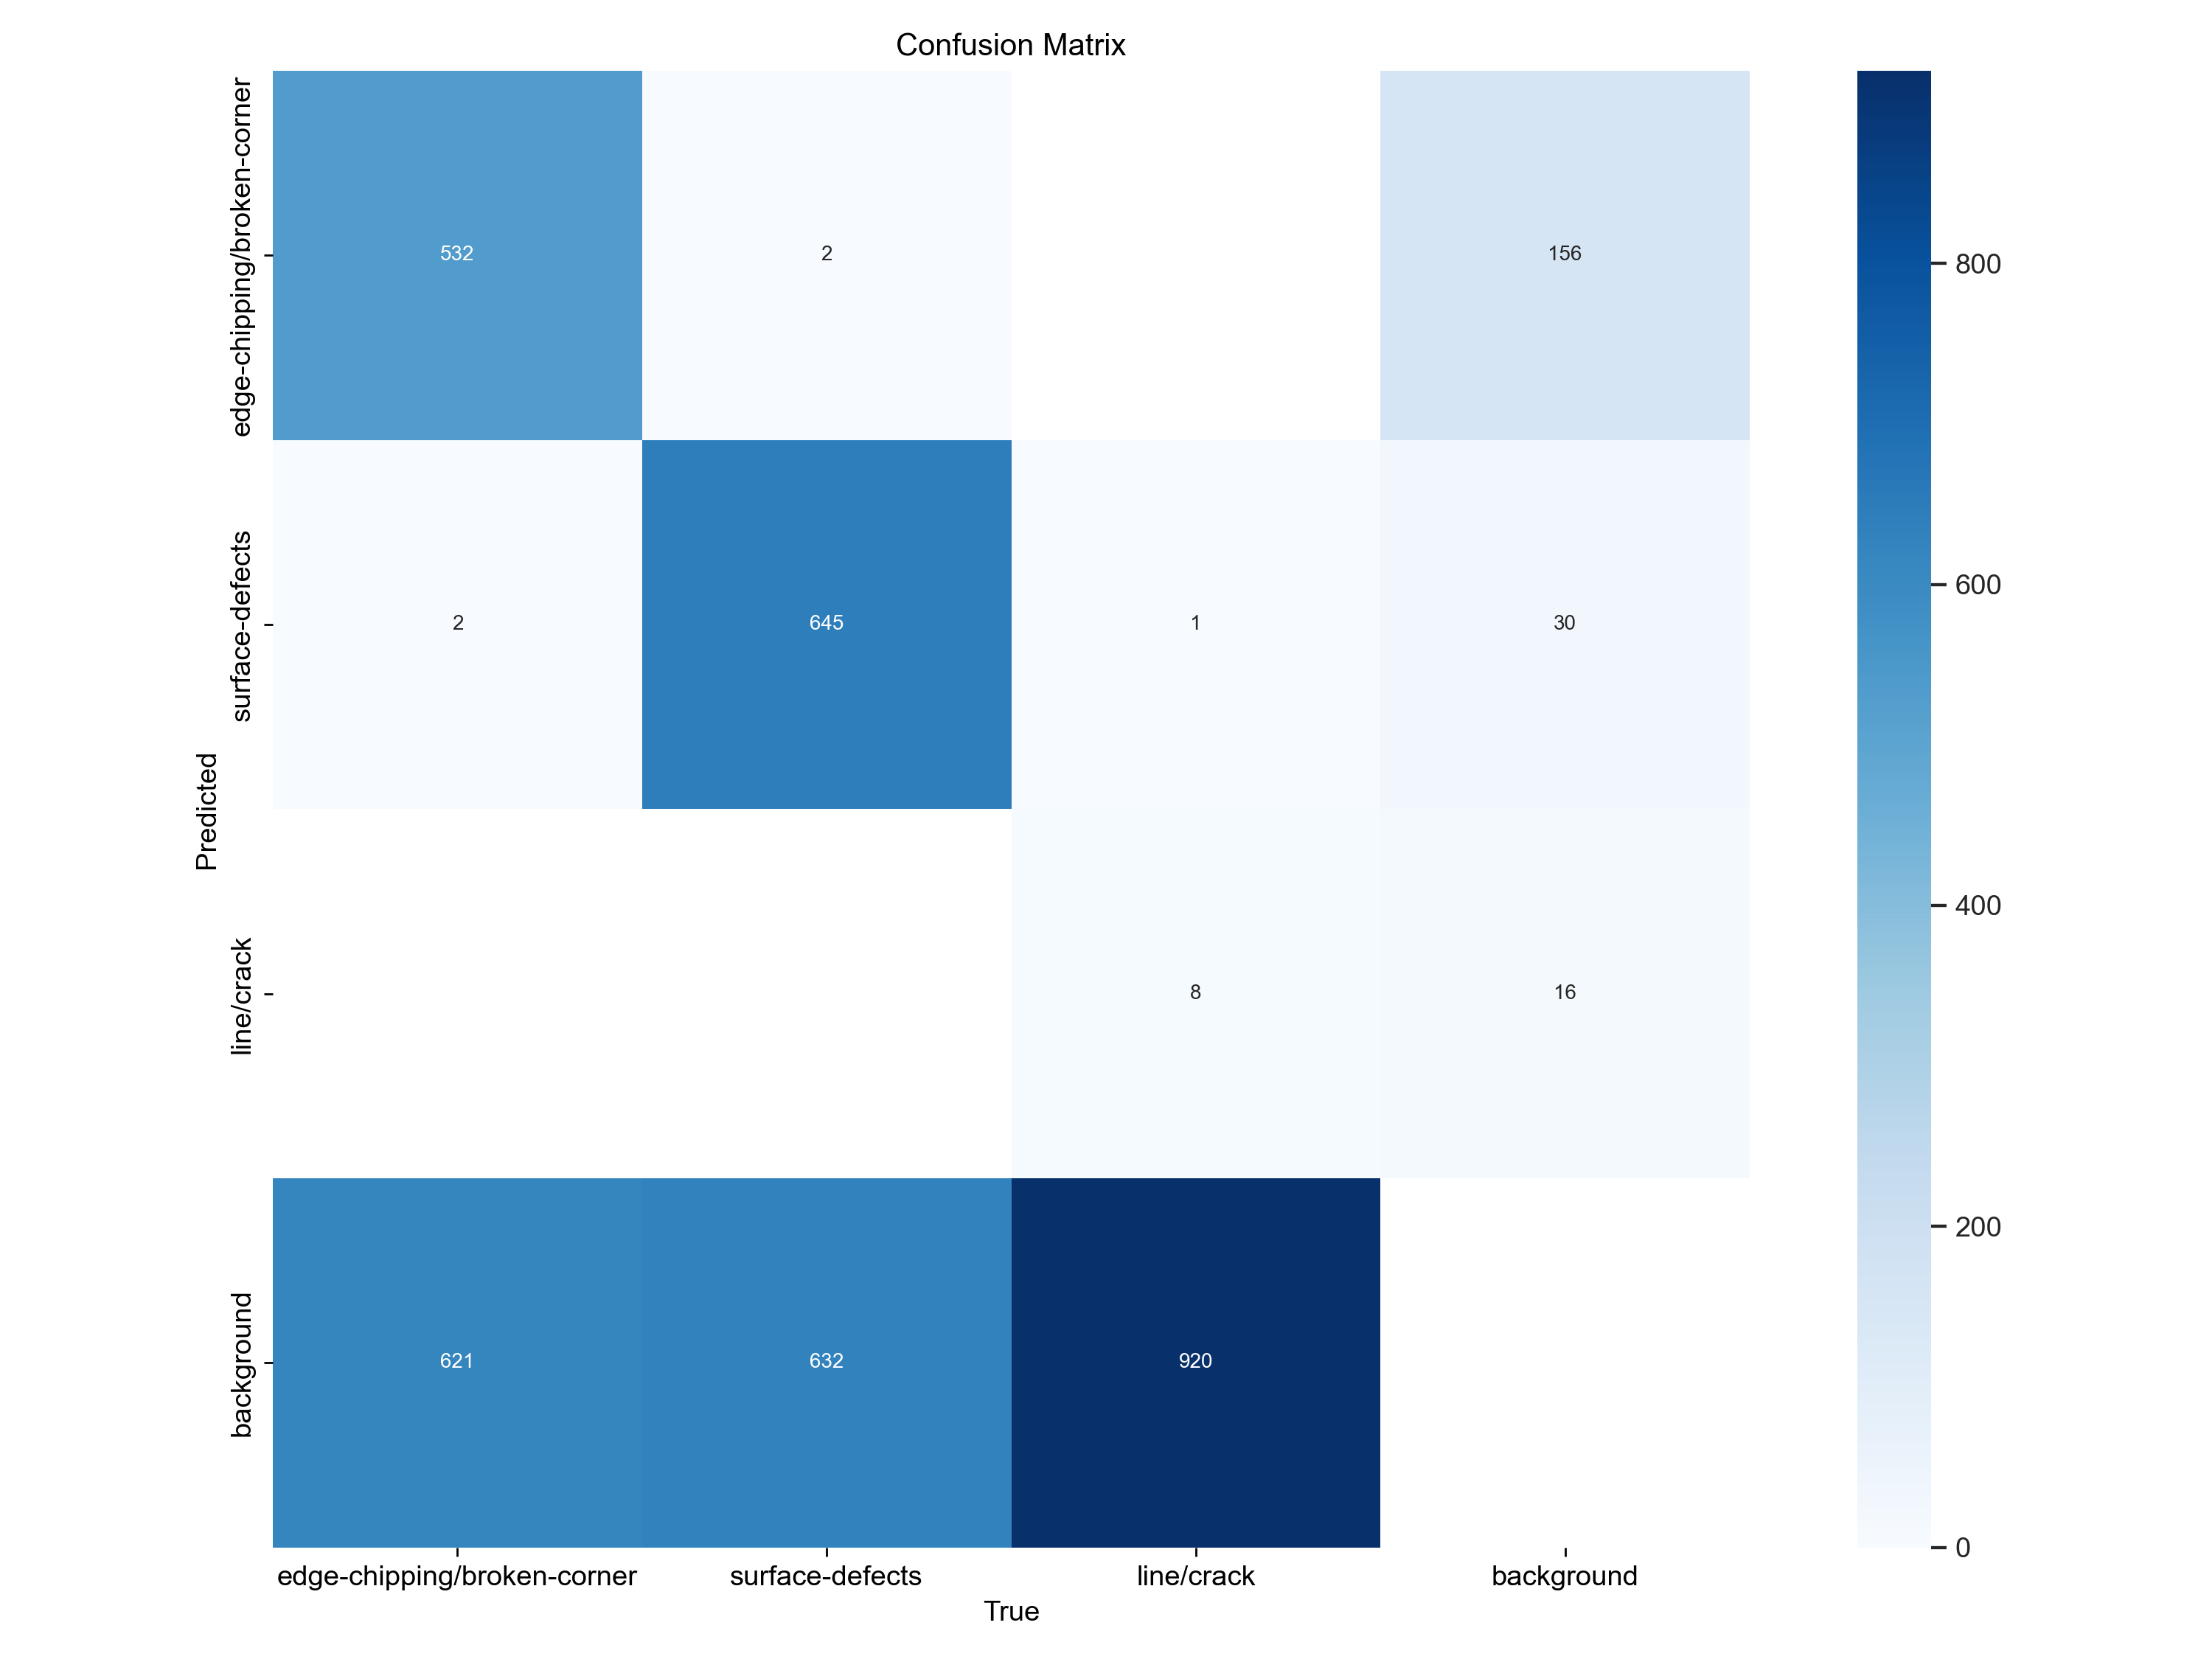 Confusion Matrix
edge-chipping/broken-corner
532
2
156
surface-defects
2
645
1
30
line/crack
8
16
background
621
632
920
Predicted
edge-chipping/broken-corner
surface-defects
line/crack
background
True
800
600
400
200
0